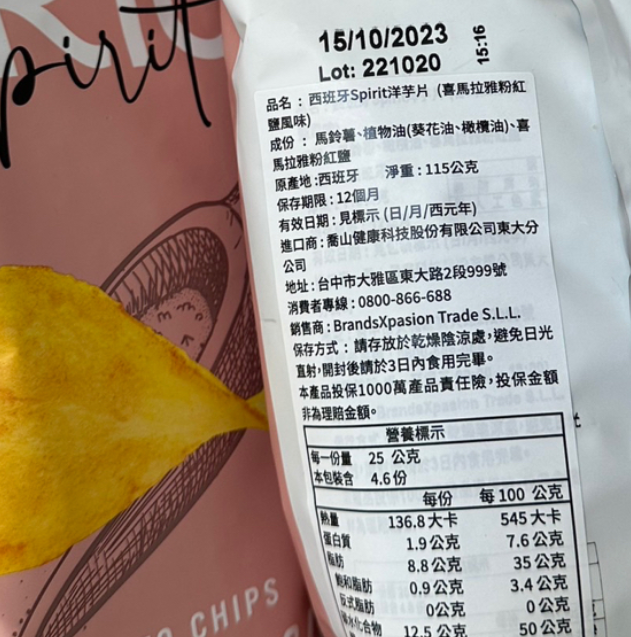 spirit
15/10/2023
15:16
Lot: 221020
品名：西班牙Spirit洋芋片 (喜馬拉雅粉紅
鹽風味)
成份：馬鈴薯、植物油(葵花油、橄欖油)、喜
馬拉雅粉紅鹽
原產地：西班牙 淨重：115公克
保存期限：12個月
有效日期：見標示 (日/月/西元年)
進口商：喬山健康科技股份有限公司東大分
公司
地址：台中市大雅區東大路2段999號
消費者專線：0800-866-688
銷售商：BrandsXpasion Trade S.L.L.
保存方式：請存放於乾燥陰涼處，避免日光
直射，開封後請於3日內食用完畢。
本產品投保1000萬產品責任險，投保金額
非為理賠金額。
營養標示
每一份量 25 公克
本包裝含 4.6份
每份 每100 公克
熱量 136.8大卡 545大卡
蛋白質 1.9公克 7.6公克
脂肪 8.8公克 35公克
飽和脂肪 0.9公克 3.4公克
反式脂肪 0公克 0公克
水化合物 12.5 公克 50公克
CHIPS